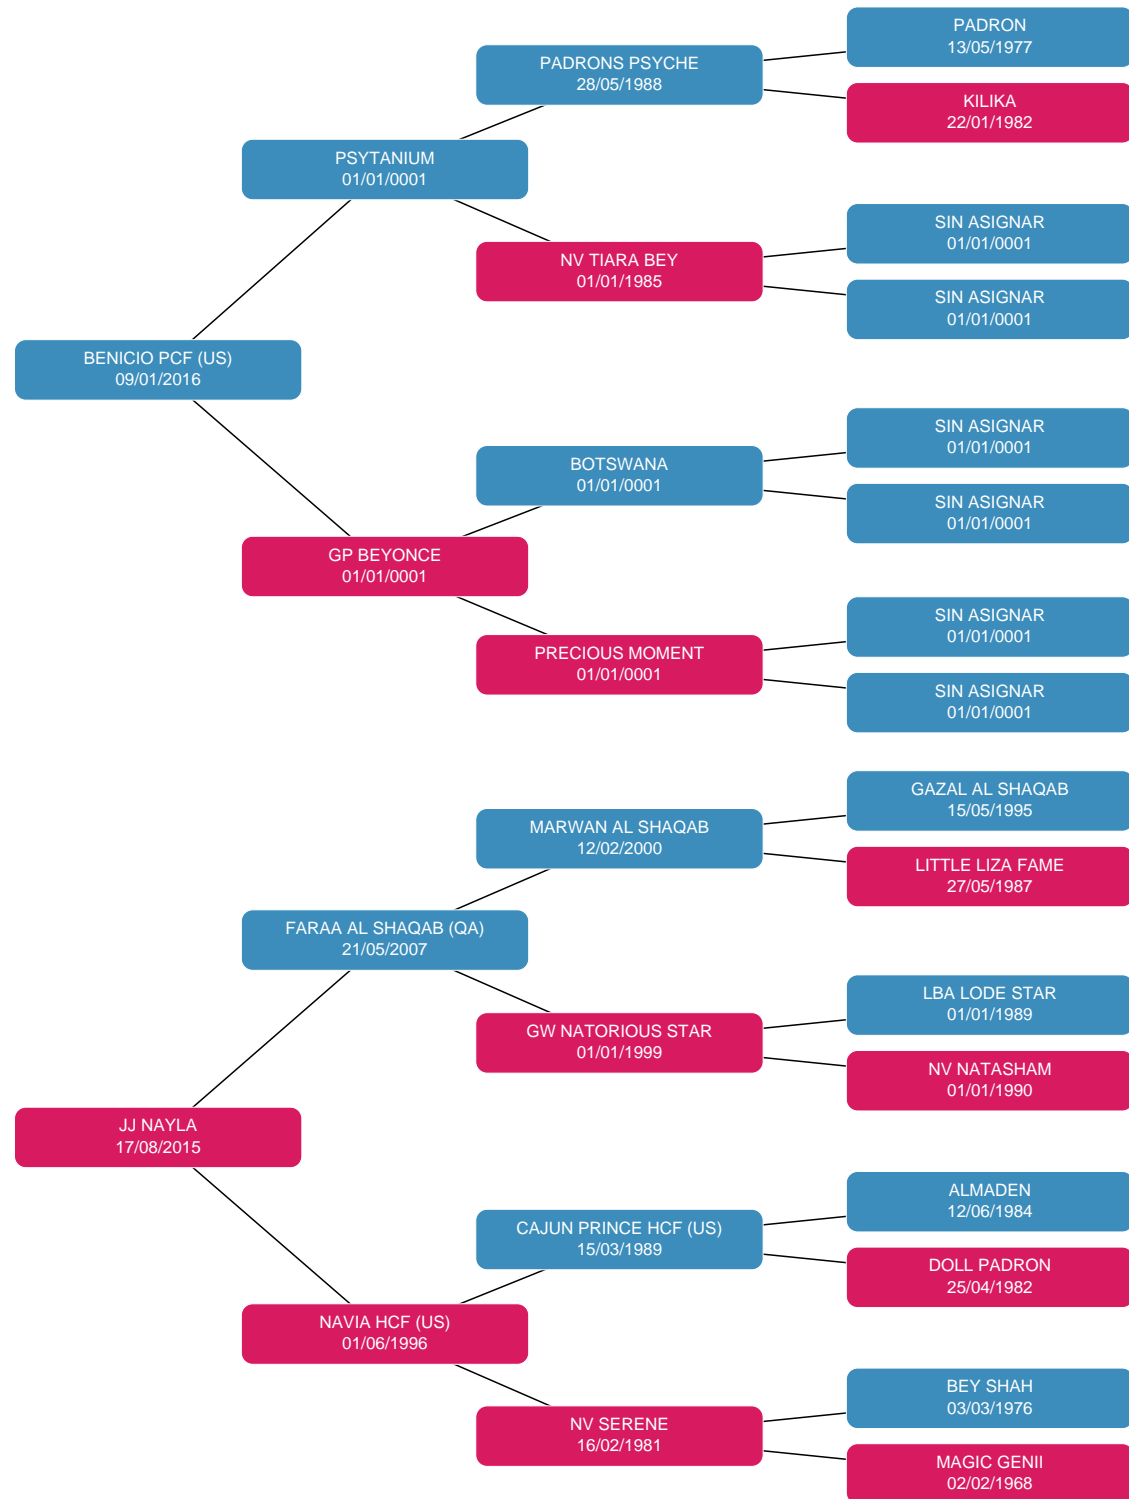 PADRON
13/05/1977
PADRONS PSYCHE
28/05/1988
KILIKA
22/01/1982
PSYTANIUM
01/01/0001
SIN ASIGNAR
01/01/0001
NV TIARA BEY
01/01/1985
SIN ASIGNAR
01/01/0001
BENICIO PCF (US)
09/01/2016
SIN ASIGNAR
01/01/0001
BOTSWANA
01/01/0001
SIN ASIGNAR
01/01/0001
GP BEYONCE
01/01/0001
SIN ASIGNAR
01/01/0001
PRECIOUS MOMENT
01/01/0001
SIN ASIGNAR
01/01/0001
GAZAL AL SHAQAB
15/05/1995
MARWAN AL SHAQAB
12/02/2000
LITTLE LIZA FAME
27/05/1987
FARAA AL SHAQAB (QA)
21/05/2007
LBA LODE STAR
01/01/1989
GW NATORIOUS STAR
01/01/1999
NV NATASHAM
01/01/1990
JJ NAYLA
17/08/2015
ALMADEN
12/06/1984
CAJUN PRINCE HCF (US)
15/03/1989
DOLL PADRON
25/04/1982
NAVIA HCF (US)
01/06/1996
BEY SHAH
03/03/1976
NV SERENE
16/02/1981
MAGIC GENII
02/02/1968